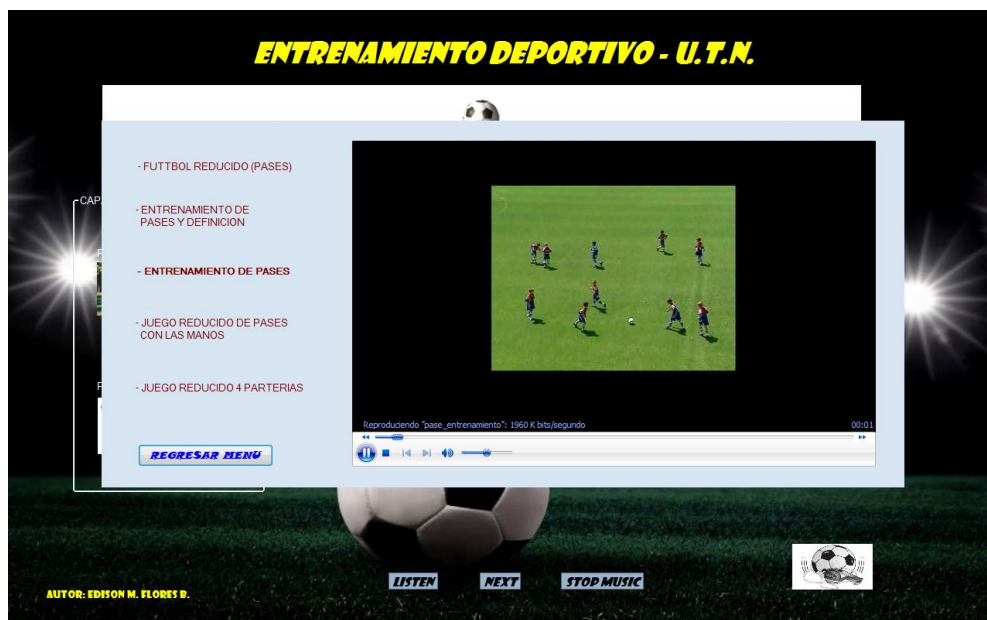 ENTRENAMIENTO DEPORTIVO - U.T.N.
CAP
- FUTTBOL REDUCIDO (PASES)
- ENTRENAMIENTO DE
PASES Y DEFINICION
- ENTRENAMIENTO DE PASES
- JUEGO REDUCIDO DE PASES
CON LAS MANOS
- JUEGO REDUCIDO 4 PARTERIAS
REGRESAR MENU
Reproduciendo "pase_entrenamiento": 1960 K bits/segundo
00:01
LISTEN
NEXT
STOP MUSIC
AUTOR: EDISON M. FLORES B.